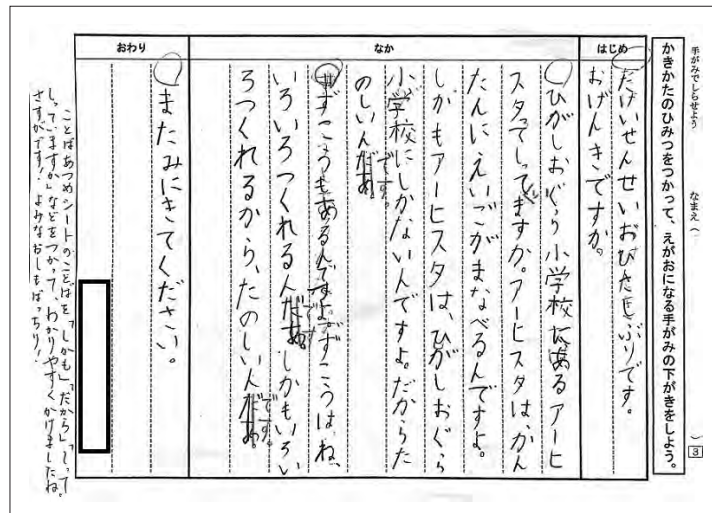 手がみでしらせよう　なまえ（　　　）3
かきかたのひみつをつかって、えがおになる手がみの下がきをしよう。
はじめ
たけいせんせいおひさしぶりです。
おげんきですか。
なか
ひがしおぐら小学校にあるアーヒ
スタってしってますか。アーヒスタは、かん
たんにえいごがまなべるんですよ。
しかもアーヒスタは、ひがしおぐら
小学校にしかないんですよ。だからた
のしいんです。
ずこうもあるんですよ。ずこうは、ね、
いろいろつくれるんです。しかもいろい
ろつくれるから、たのしいんです。
おわり
またみにきてください。
ことばあつめシートのことばを「しかも」「だから」「しって
しっていますか」などをつかって、わかりやすくかけましたね。
さすがです！よみなおしもばっちり！